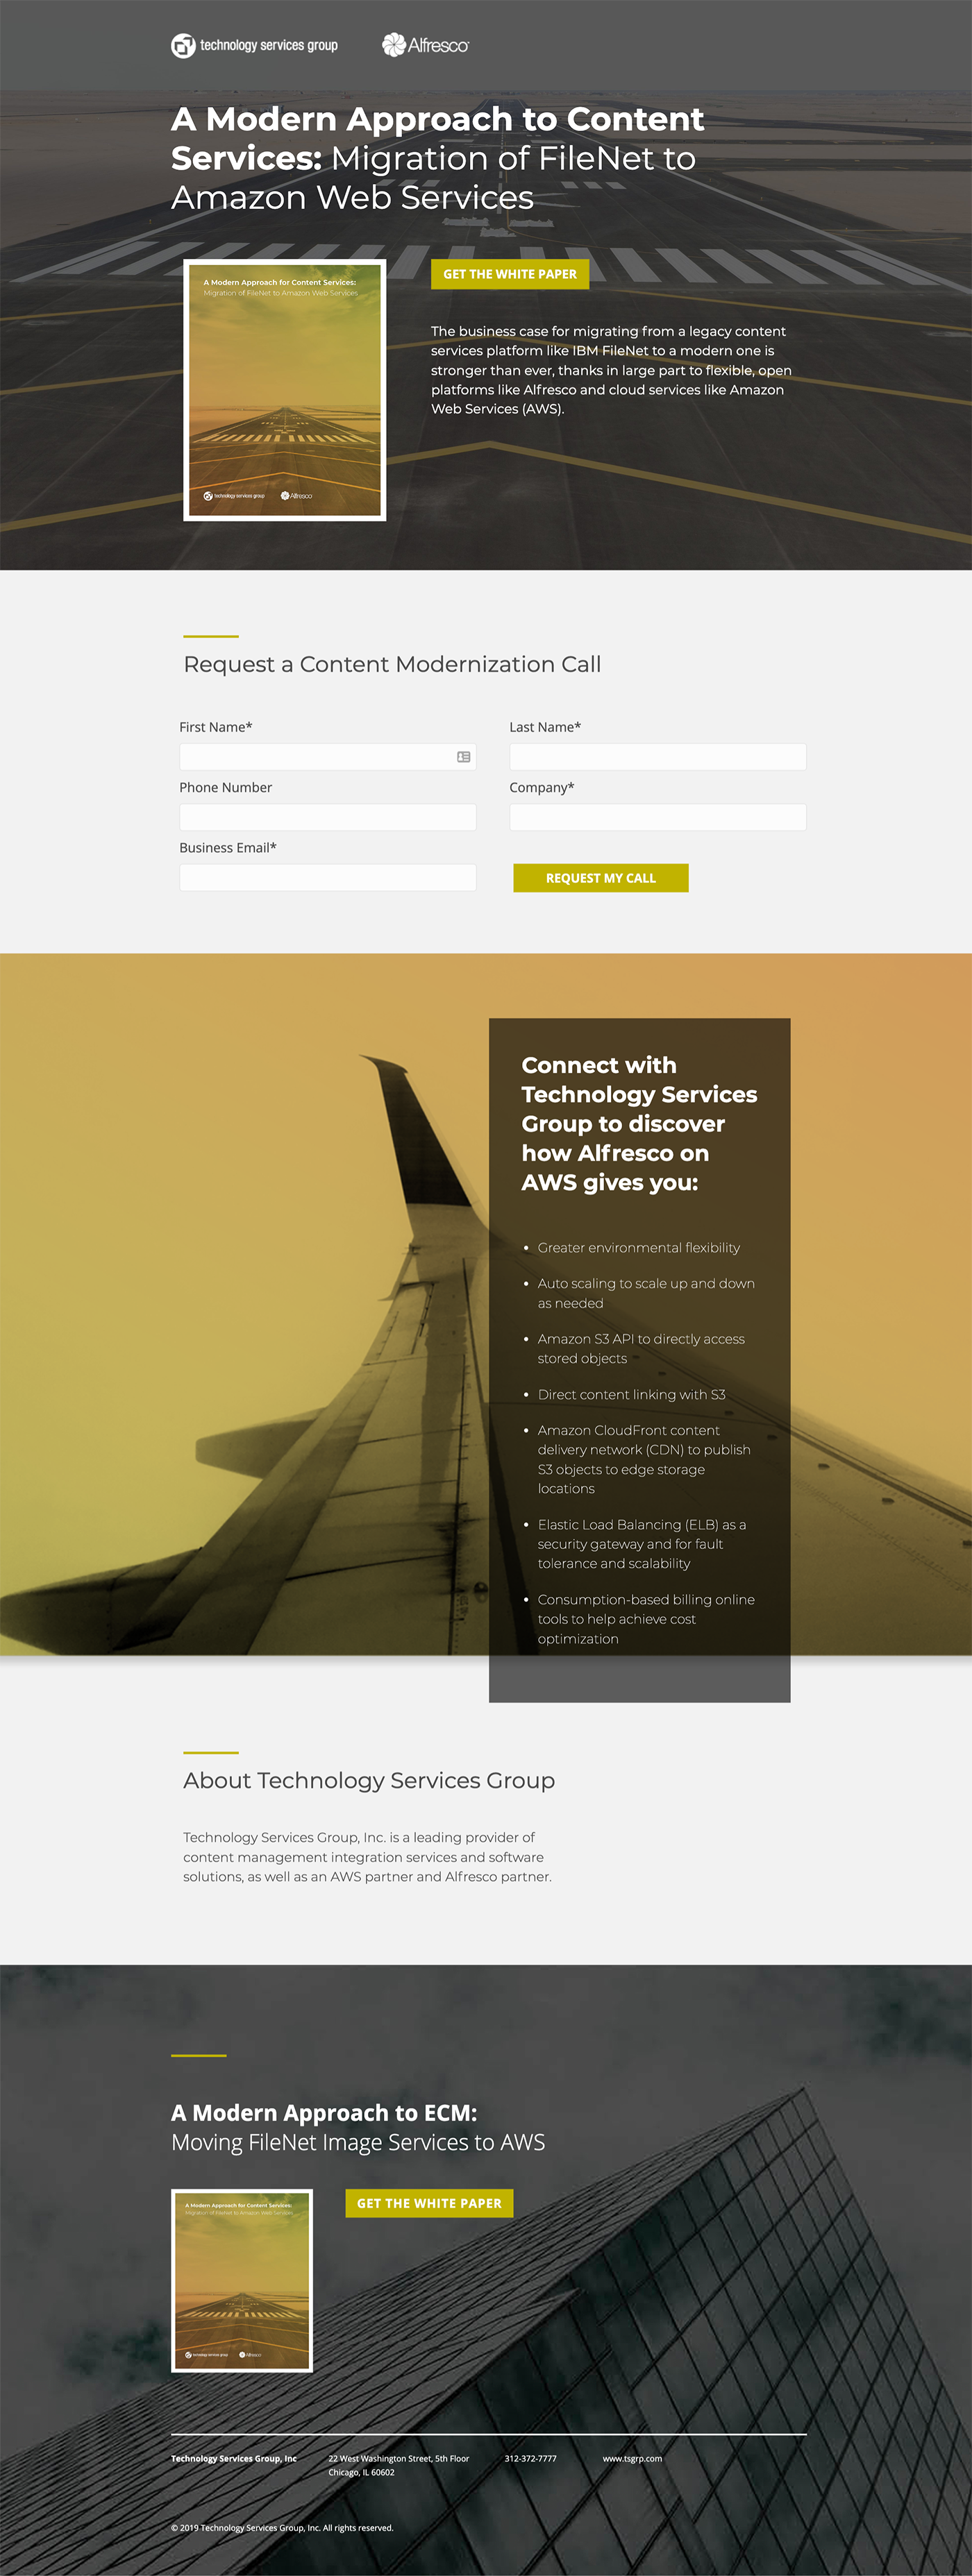 technology services group
Alfresco
A Modern Approach to Content
Services: Migration of FileNet to
Amazon Web Services
A Modern Approach for Content Services:
Migration of FileNet to Amazon Web Services
technology services group
Alfresco
GET THE WHITE PAPER
The business case for migrating from a legacy content
services platform like IBM FileNet to a modern one is
stronger than ever, thanks in large part to flexible, open
platforms like Alfresco and cloud services like Amazon
Web Services (AWS).
Request a Content Modernization Call
First Name*
Last Name*
Phone Number
Company*
Business Email*
REQUEST MY CALL
Connect with
Technology Services
Group to discover
how Alfresco on
AWS gives you:
• Greater environmental flexibility
• Auto scaling to scale up and down
as needed
• Amazon S3 API to directly access
stored objects
• Direct content linking with S3
• Amazon CloudFront content
delivery network (CDN) to publish
S3 objects to edge storage
locations
• Elastic Load Balancing (ELB) as a
security gateway and for fault
tolerance and scalability
• Consumption-based billing online
tools to help achieve cost
optimization
About Technology Services Group
Technology Services Group, Inc. is a leading provider of
content management integration services and software
solutions, as well as an AWS partner and Alfresco partner.
A Modern Approach to ECM:
Moving FileNet Image Services to AWS
A Modern Approach for Content Services:
Migration of FileNet to Amazon Web Services
technology services group
Alfresco
GET THE WHITE PAPER
Technology Services Group, Inc
22 West Washington Street, 5th Floor
Chicago, IL 60602
312-372-7777
www.tsgrp.com
© 2019 Technology Services Group, Inc. All rights reserved.